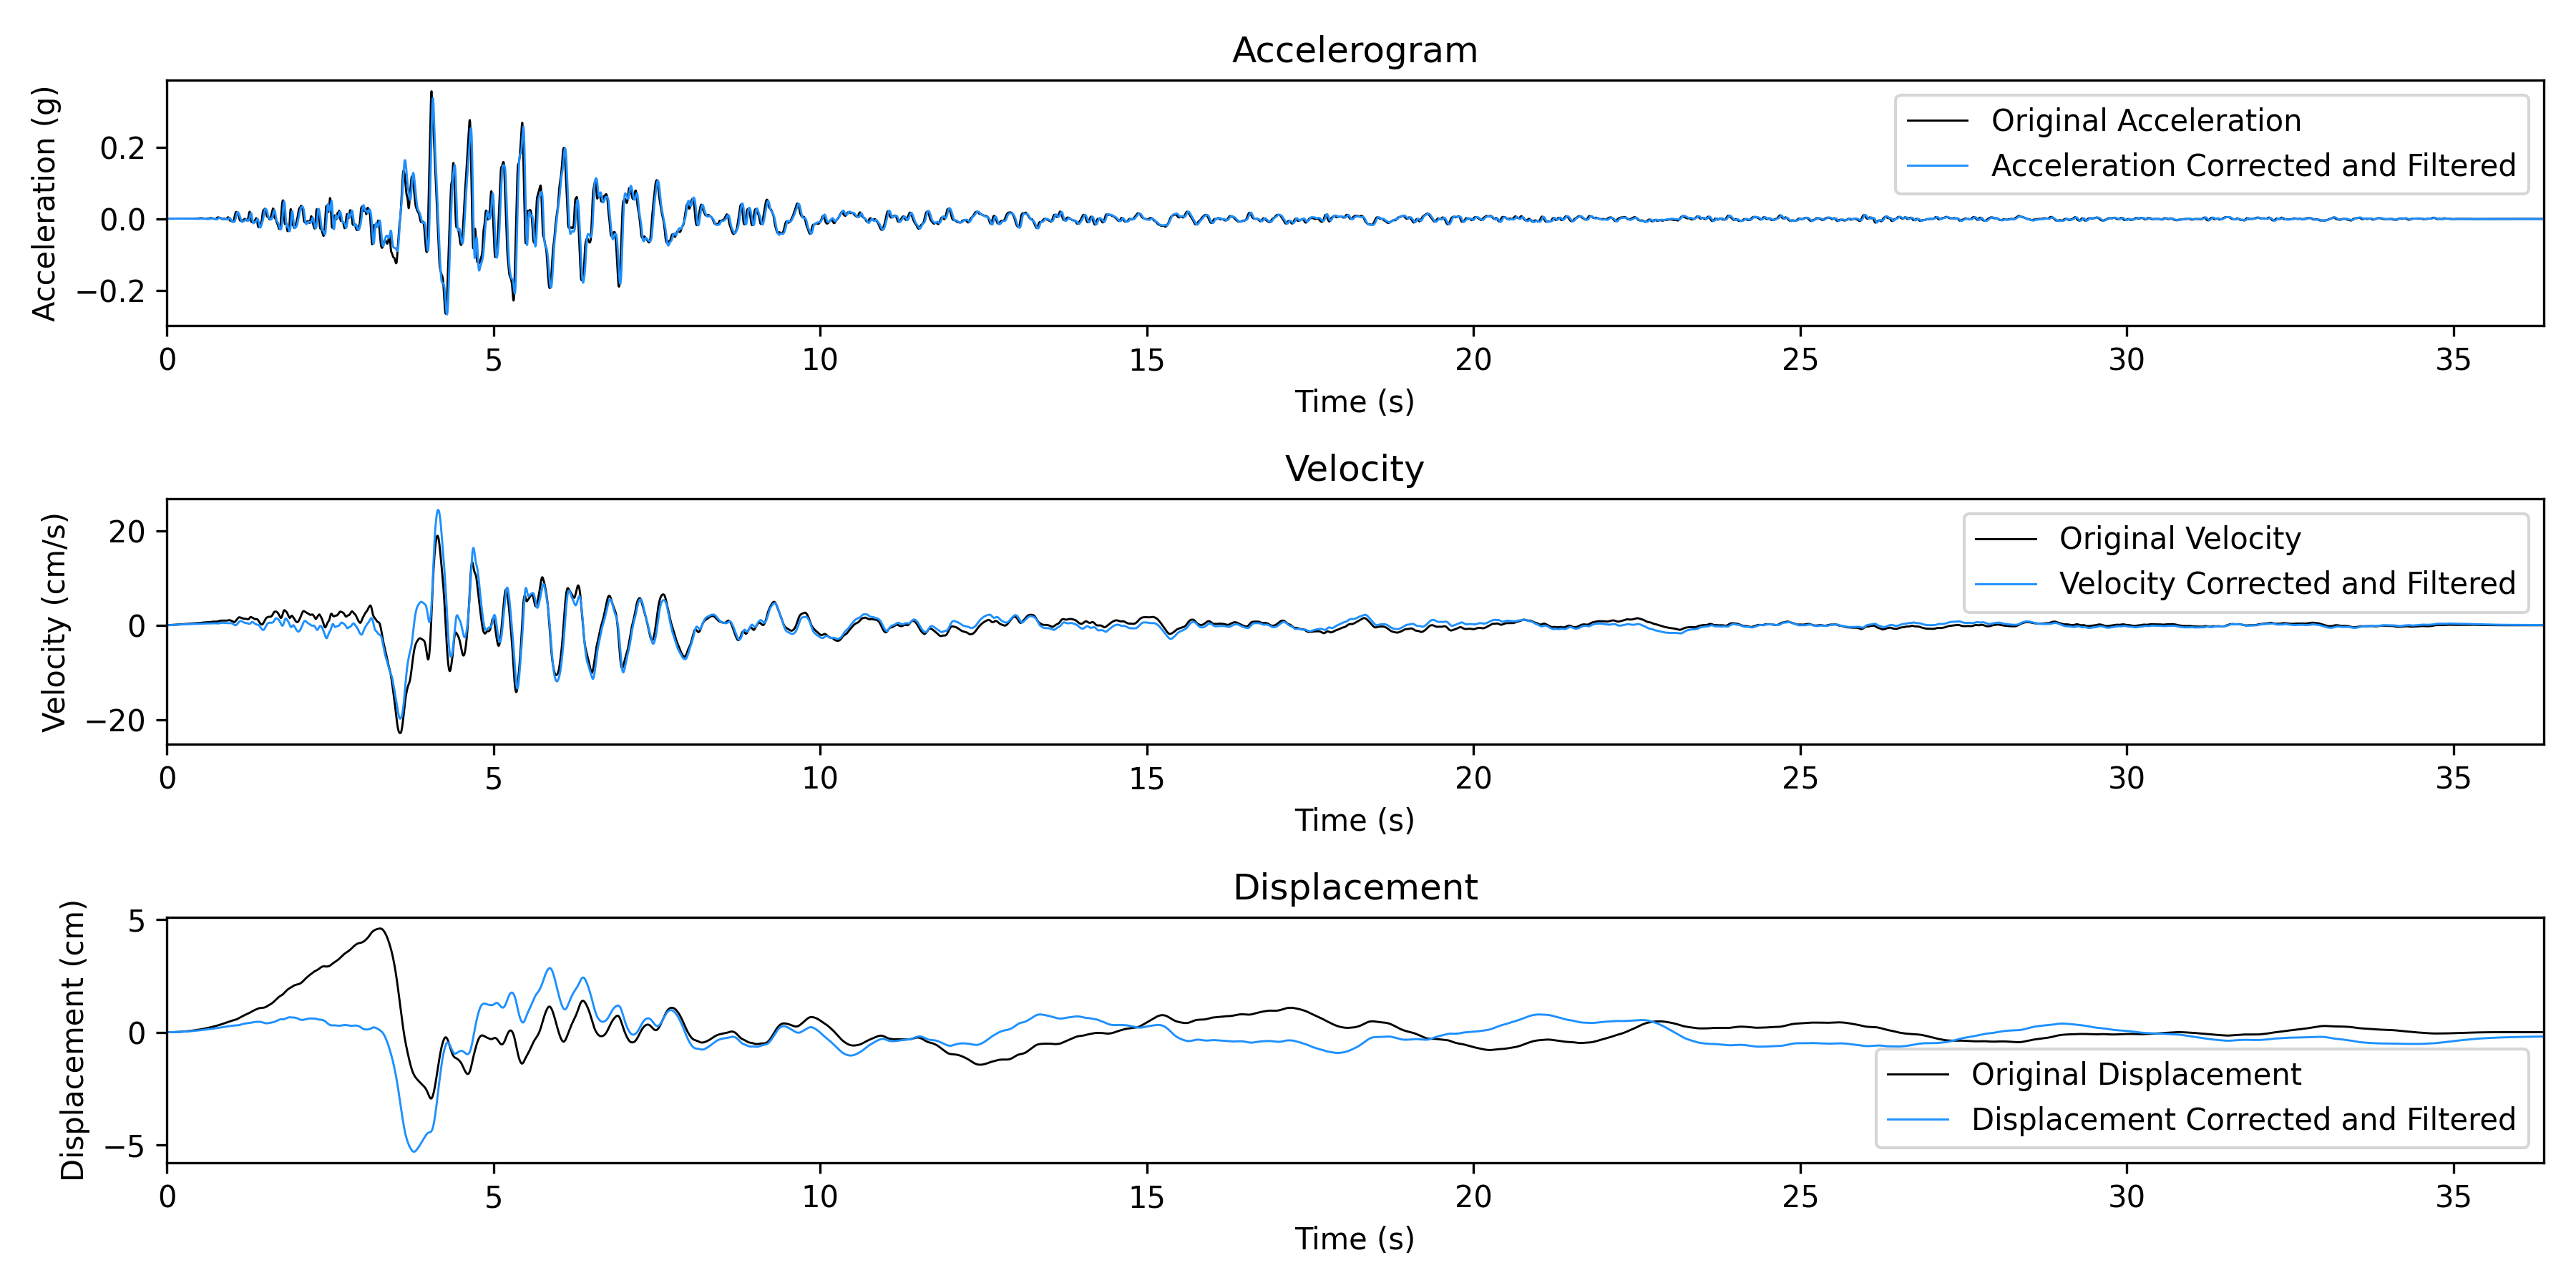 Accelerogram
Acceleration (g)
0.2
0.0
−0.2
Original Acceleration
Acceleration Corrected and Filtered
0 5 10 15 20 25 30 35
Time (s)
Velocity
Velocity (cm/s)
20
0
−20
Original Velocity
Velocity Corrected and Filtered
0 5 10 15 20 25 30 35
Time (s)
Displacement
Displacement (cm)
5
0
−5
Original Displacement
Displacement Corrected and Filtered
0 5 10 15 20 25 30 35
Time (s)